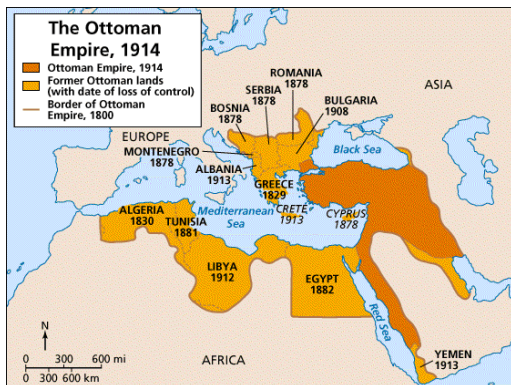 The Ottoman
Empire, 1914
Ottoman Empire, 1914
Former Ottoman lands
(with date of loss of control)
Border of Ottoman
Empire, 1800
ROMANIA
1878
SERBIA
1878
BOSNIA
1878
BULGARIA
1908
ASIA
EUROPE
MONTENEGRO
1878
Black Sea
ALBANIA
1913
GREECE
1829
CRETE
1913
CYPRUS
1878
ALGERIA
1830
TUNISIA
1881
Mediterranean
Sea
LIBYA
1912
EGYPT
1882
Red Sea
YEMEN
1913
AFRICA
N
0 300 600 mi
0 300 600 km